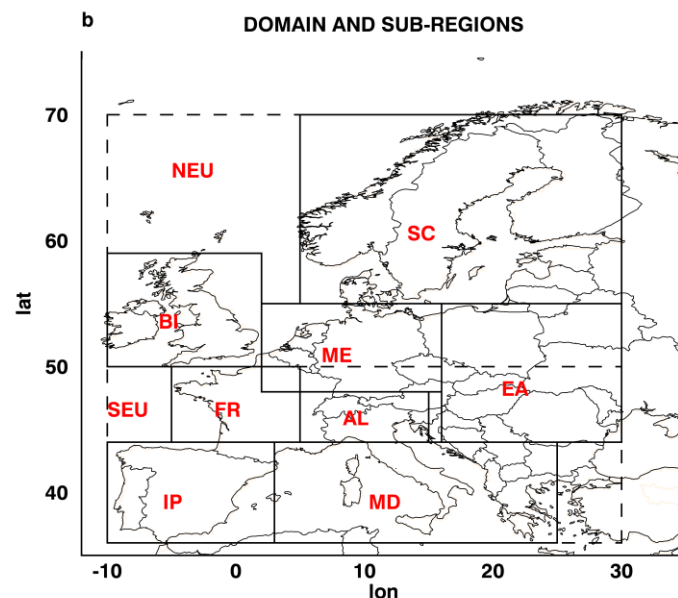 b DOMAIN AND SUB-REGIONS
70
NEU
SC
60
lat
BI
ME
50
EA
SEU FR AL
40
IP MD
-10 0 10 20 30
lon